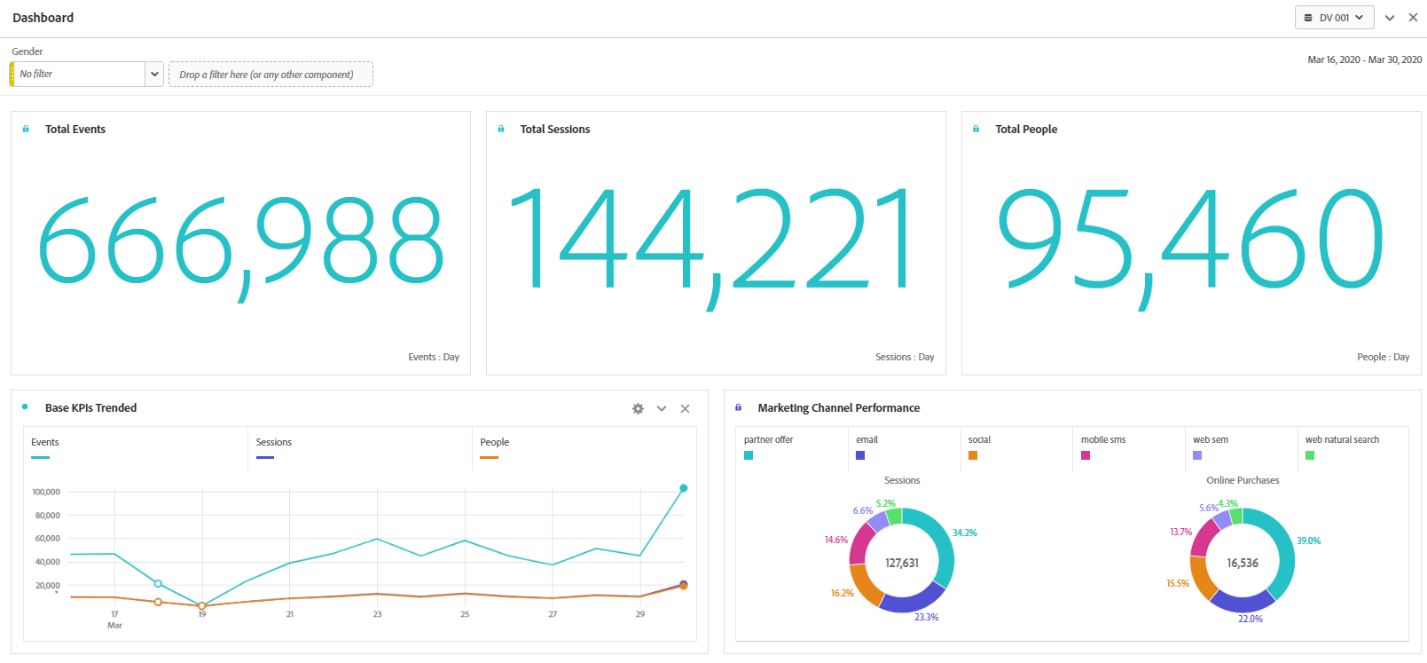 Dashboard
DV 001
Gender
No filter
Drop a filter here (or any other component)
Mar 16, 2020 - Mar 30, 2020
Total Events
666,988
Events : Day
Total Sessions
144,221
Sessions : Day
Total People
95,460
People : Day
Base KPIs Trended
Events
Sessions
People
100,000
80,000
60,000
40,000
20,000
17
19
21
23
25
27
29
Mar
Marketing Channel Performance
partner offer
email
social
mobile sms
web sem
web natural search
Sessions
5.2%
6.6%
34.2%
14.6%
127,631
16.2%
23.3%
Online Purchases
4.3%
5.6%
13.7%
39.0%
16,536
15.5%
22.0%